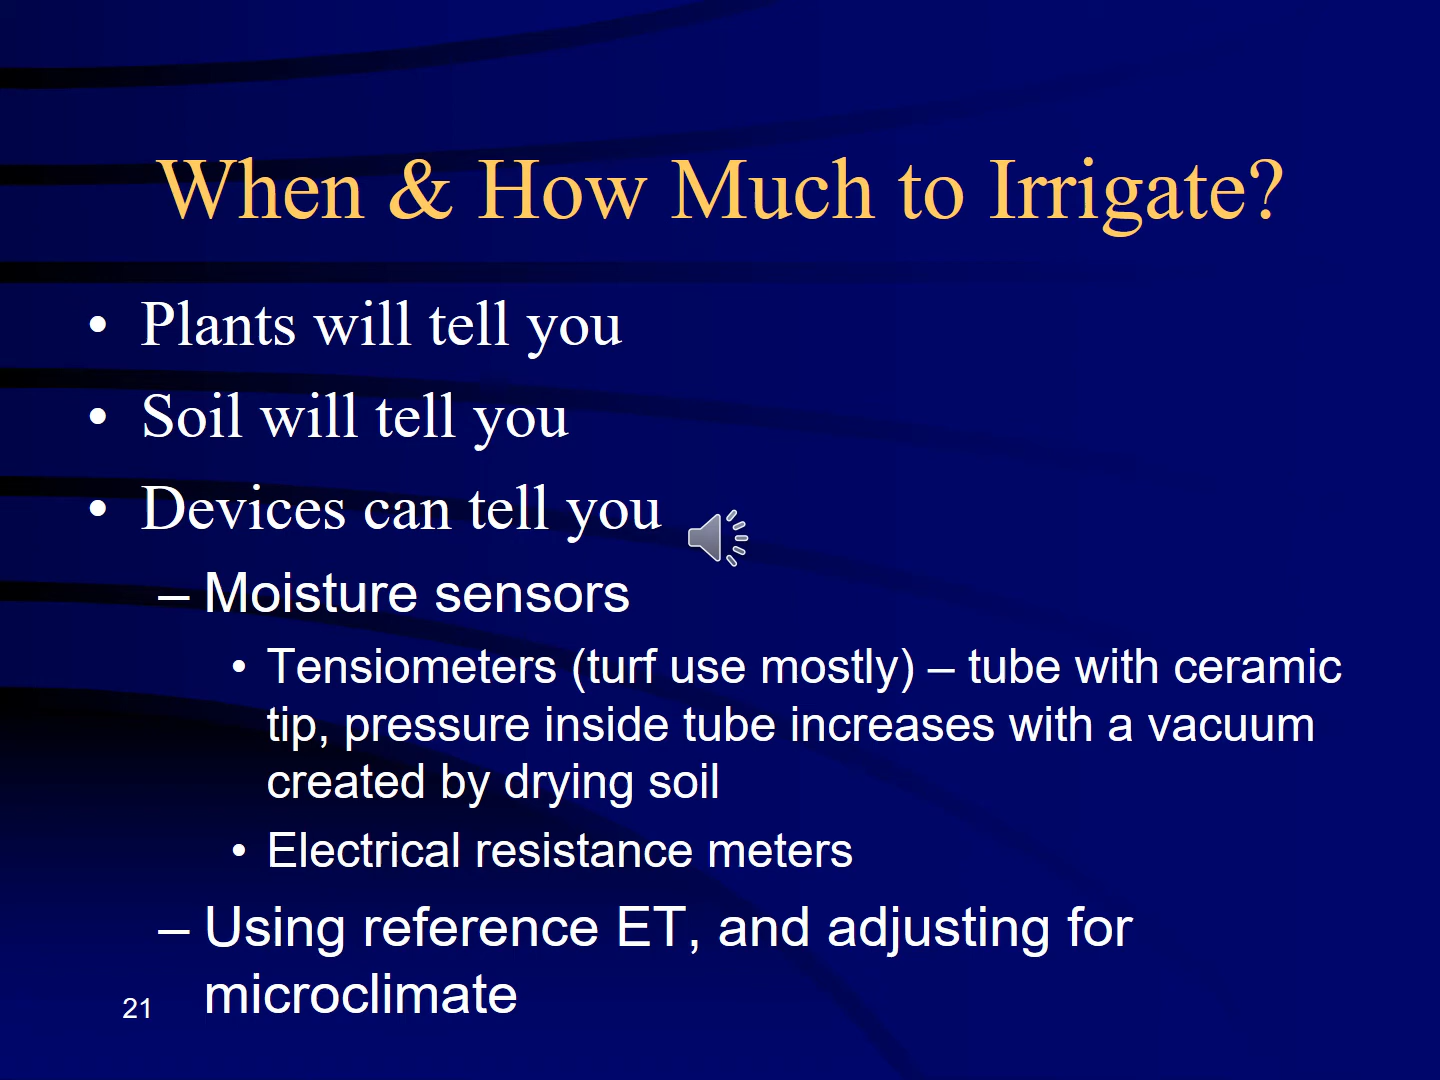 When & How Much to Irrigate?
• Plants will tell you
• Soil will tell you
• Devices can tell you
– Moisture sensors
• Tensiometers (turf use mostly) – tube with ceramic
tip, pressure inside tube increases with a vacuum
created by drying soil
• Electrical resistance meters
– Using reference ET, and adjusting for
microclimate
21